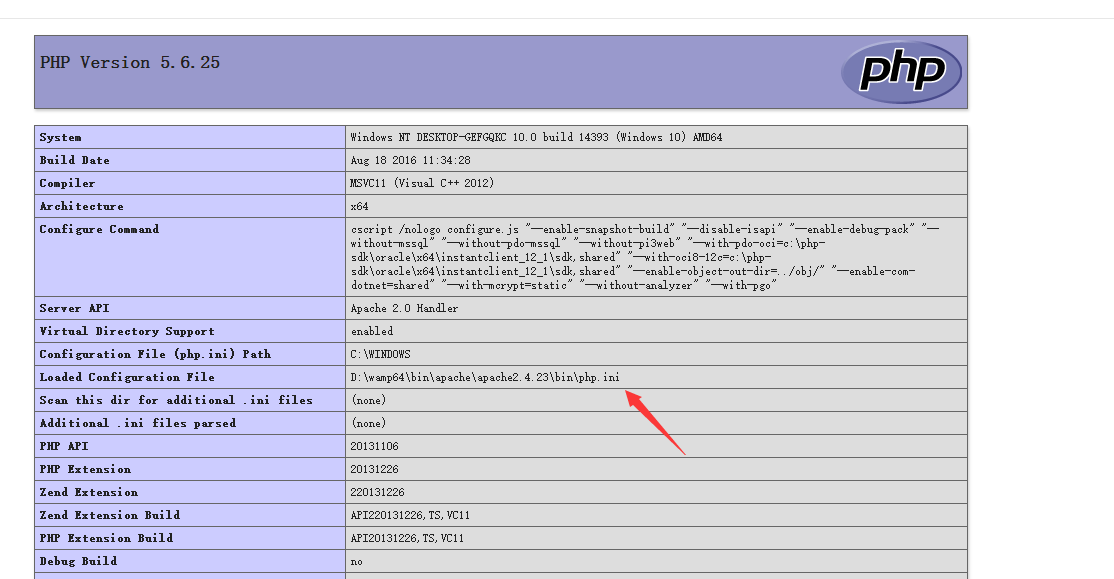 PHP Version 5.6.25
php
System Windows NT DESKTOP-GEFGQKC 10.0 build 14393 (Windows 10) AMD64
Build Date Aug 18 2016 11:34:28
Compiler MSVC11 (Visual C++ 2012)
Architecture x64
Configure Command cscript /nologo configure.js "--enable-snapshot-build" "--disable-isapi" "--enable-debug-pack" "--
without-mssql" "--without-pdo-mssql" "--without-pi3web" "--with-pdo-oci=c:\php-
sdk\oracle\x64\instantclient_12_1\sdk,shared" "--with-oci8-12c=c:\php-
sdk\oracle\x64\instantclient_12_1\sdk,shared" "--enable-object-out-dir=../obj/" "--enable-com-
dotnet=shared" "--with-mcrypt=static" "--without-analyzer" "--with-pgo"
Server API Apache 2.0 Handler
Virtual Directory Support enabled
Configuration File (php.ini) Path C:\WINDOWS
Loaded Configuration File D:\wamp64\bin\apache\apache2.4.23\bin\php.ini
Scan this dir for additional .ini files (none)
Additional .ini files parsed (none)
PHP API 20131106
PHP Extension 20131226
Zend Extension 220131226
Zend Extension Build API220131226,TS,VC11
PHP Extension Build API20131226,TS,VC11
Debug Build no